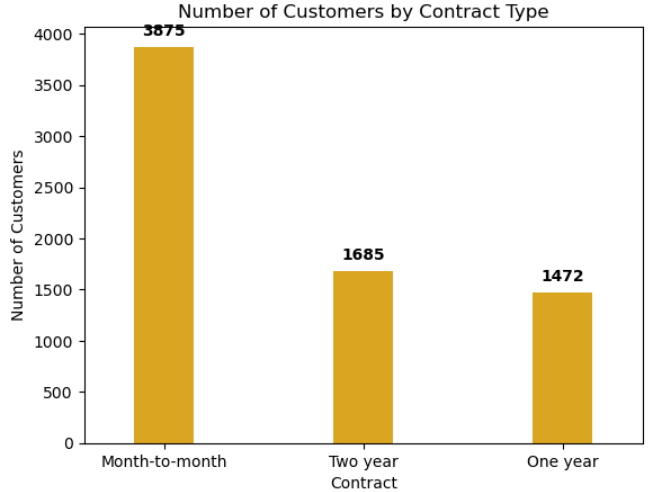 Number of Customers by Contract Type
4000
3500
3000
2500
2000
1500
1000
500
0
Number of Customers
3875
1685
1472
Month-to-month
Two year
One year
Contract